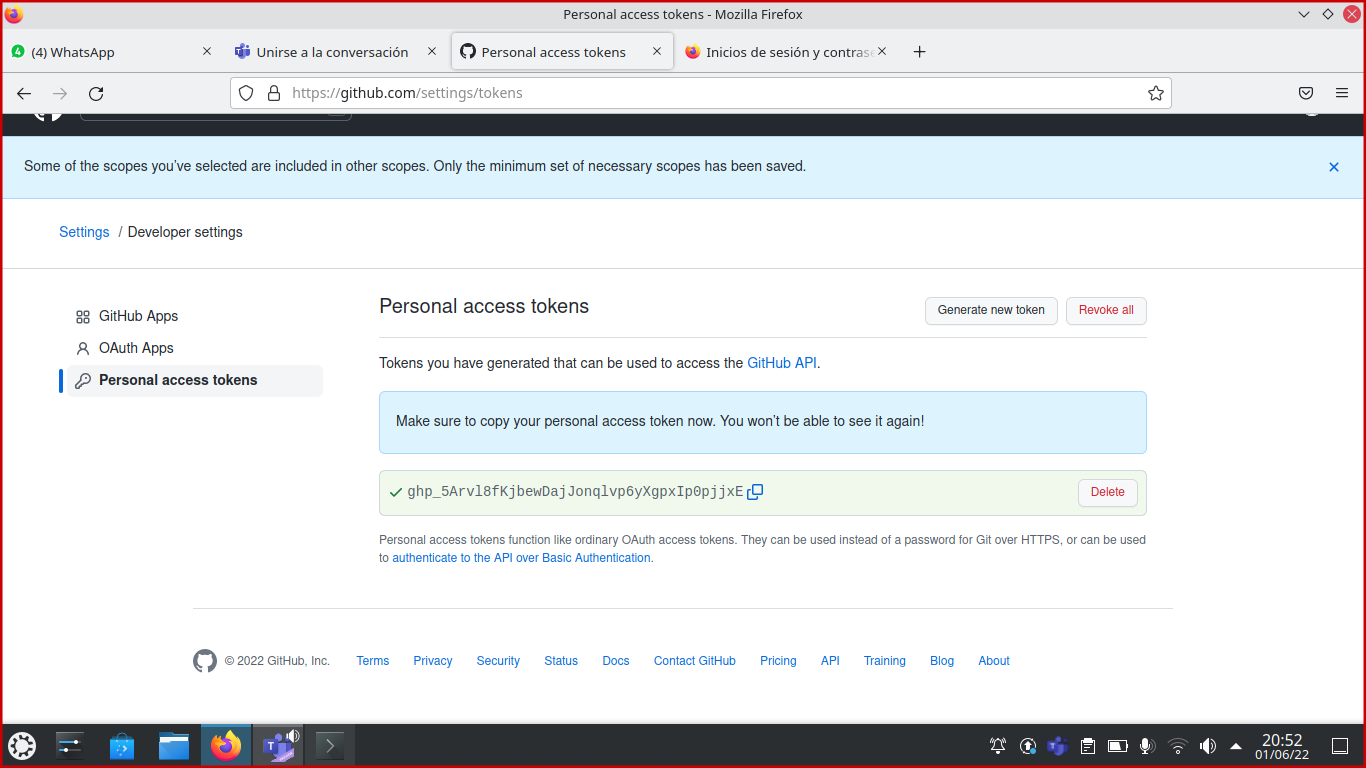 Personal access tokens - Mozilla Firefox
(4) WhatsApp
Unirse a la conversación
Personal access tokens
Inicios de sesión y contrase
https://github.com/settings/tokens
Some of the scopes you've selected are included in other scopes. Only the minimum set of necessary scopes has been saved.
Settings / Developer settings
GitHub Apps
OAuth Apps
Personal access tokens
Personal access tokens
Generate new token
Revoke all
Tokens you have generated that can be used to access the GitHub API.
Make sure to copy your personal access token now. You won't be able to see it again!
[access token redacted]
Delete
Personal access tokens function like ordinary OAuth access tokens. They can be used instead of a password for Git over HTTPS, or can be used
to authenticate to the API over Basic Authentication.
© 2022 GitHub, Inc.
Terms
Privacy
Security
Status
Docs
Contact GitHub
Pricing
API
Training
Blog
About
20:52
01/06/22